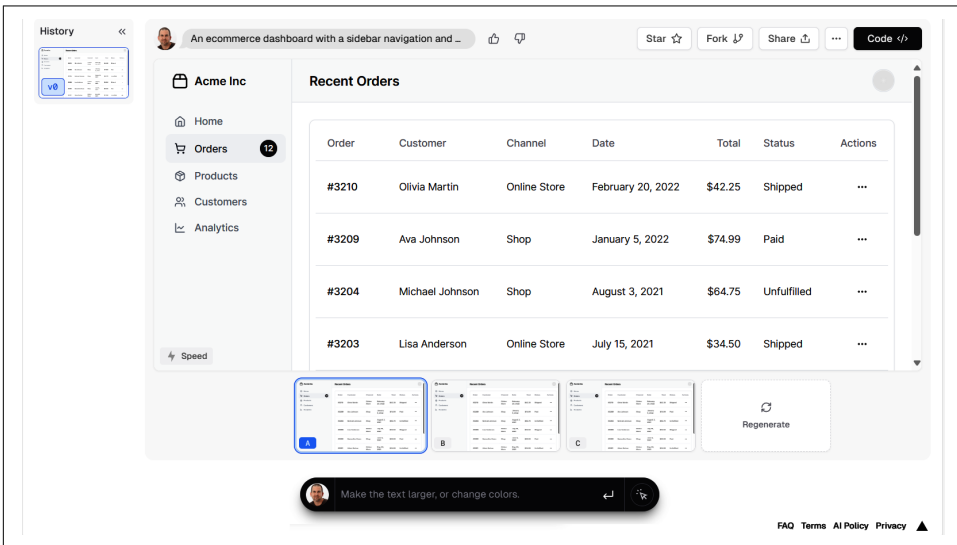 History «
v0
An ecommerce dashboard with a sidebar navigation and …
Star
Fork
Share
...
Code </>
Acme Inc
Home
Orders 12
Products
Customers
Analytics
Speed
Recent Orders
Order Customer Channel Date Total Status Actions
#3210 Olivia Martin Online Store February 20, 2022 $42.25 Shipped ...
#3209 Ava Johnson Shop January 5, 2022 $74.99 Paid ...
#3204 Michael Johnson Shop August 3, 2021 $64.75 Unfulfilled ...
#3203 Lisa Anderson Online Store July 15, 2021 $34.50 Shipped ...
A
B
C
Regenerate
Make the text larger, or change colors.
FAQ Terms AI Policy Privacy